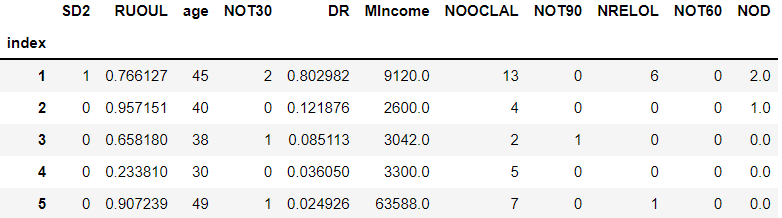 SD2 RUOUL age NOT30 DR MIncome NOOCLAL NOT90 NRELOL NOT60 NOD
index
1 1 0.766127 45 2 0.802982 9120.0 13 0 6 0 2.0
2 0 0.957151 40 0 0.121876 2600.0 4 0 0 0 1.0
3 0 0.658180 38 1 0.085113 3042.0 2 1 0 0 0.0
4 0 0.233810 30 0 0.036050 3300.0 5 0 0 0 0.0
5 0 0.907239 49 1 0.024926 63588.0 7 0 1 0 0.0